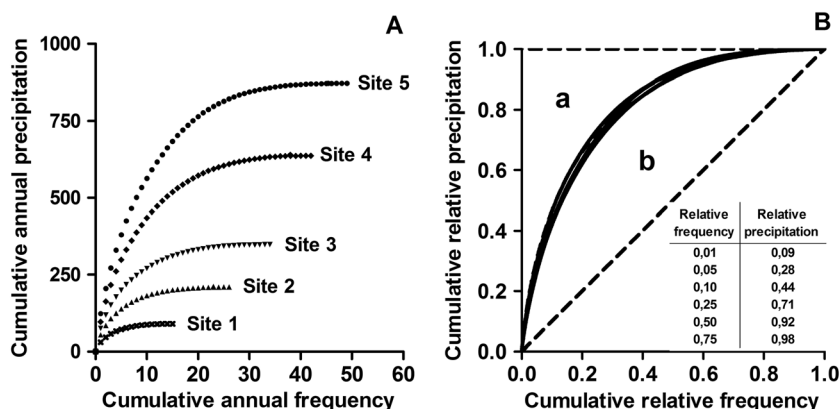 A
Cumulative annual precipitation
1000
750
500
250
0
Site 5
Site 4
Site 3
Site 2
Site 1
0 10 20 30 40 50 60
Cumulative annual frequency
B
Cumulative relative precipitation
1.0
0.8
0.6
0.4
0.2
0.0
a
b
Relative frequency Relative precipitation
0,01 0,09
0,05 0,28
0,10 0,44
0,25 0,71
0,50 0,92
0,75 0,98
0.0 0.2 0.4 0.6 0.8 1.0
Cumulative relative frequency